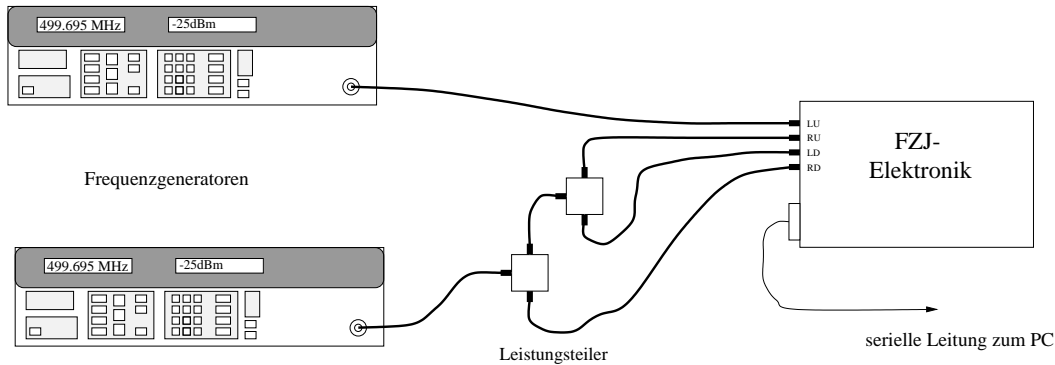 499.695 MHz
-25dBm
LU
RU
LD
RD
FZJ-
Elektronik
Frequenzgeneratoren
499.695 MHz
-25dBm
Leistungsteiler
serielle Leitung zum PC